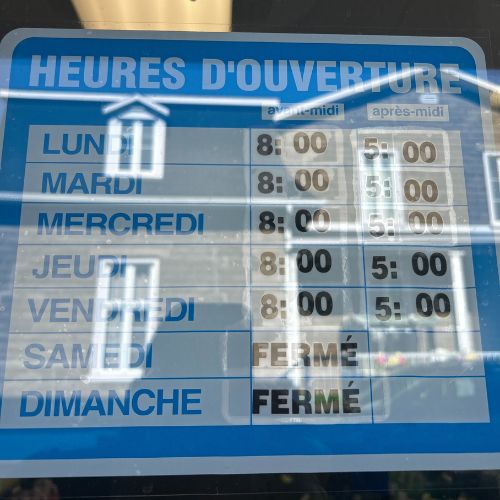 HEURES D'OUVERTURE
avant-midi après-midi
LUNDI 8: 00 5: 00
MARDI 8: 00 5: 00
MERCREDI 8: 00 5: 00
JEUDI 8: 00 5: 00
VENDREDI 8: 00 5: 00
SAMEDI FERMÉ
DIMANCHE FERMÉ